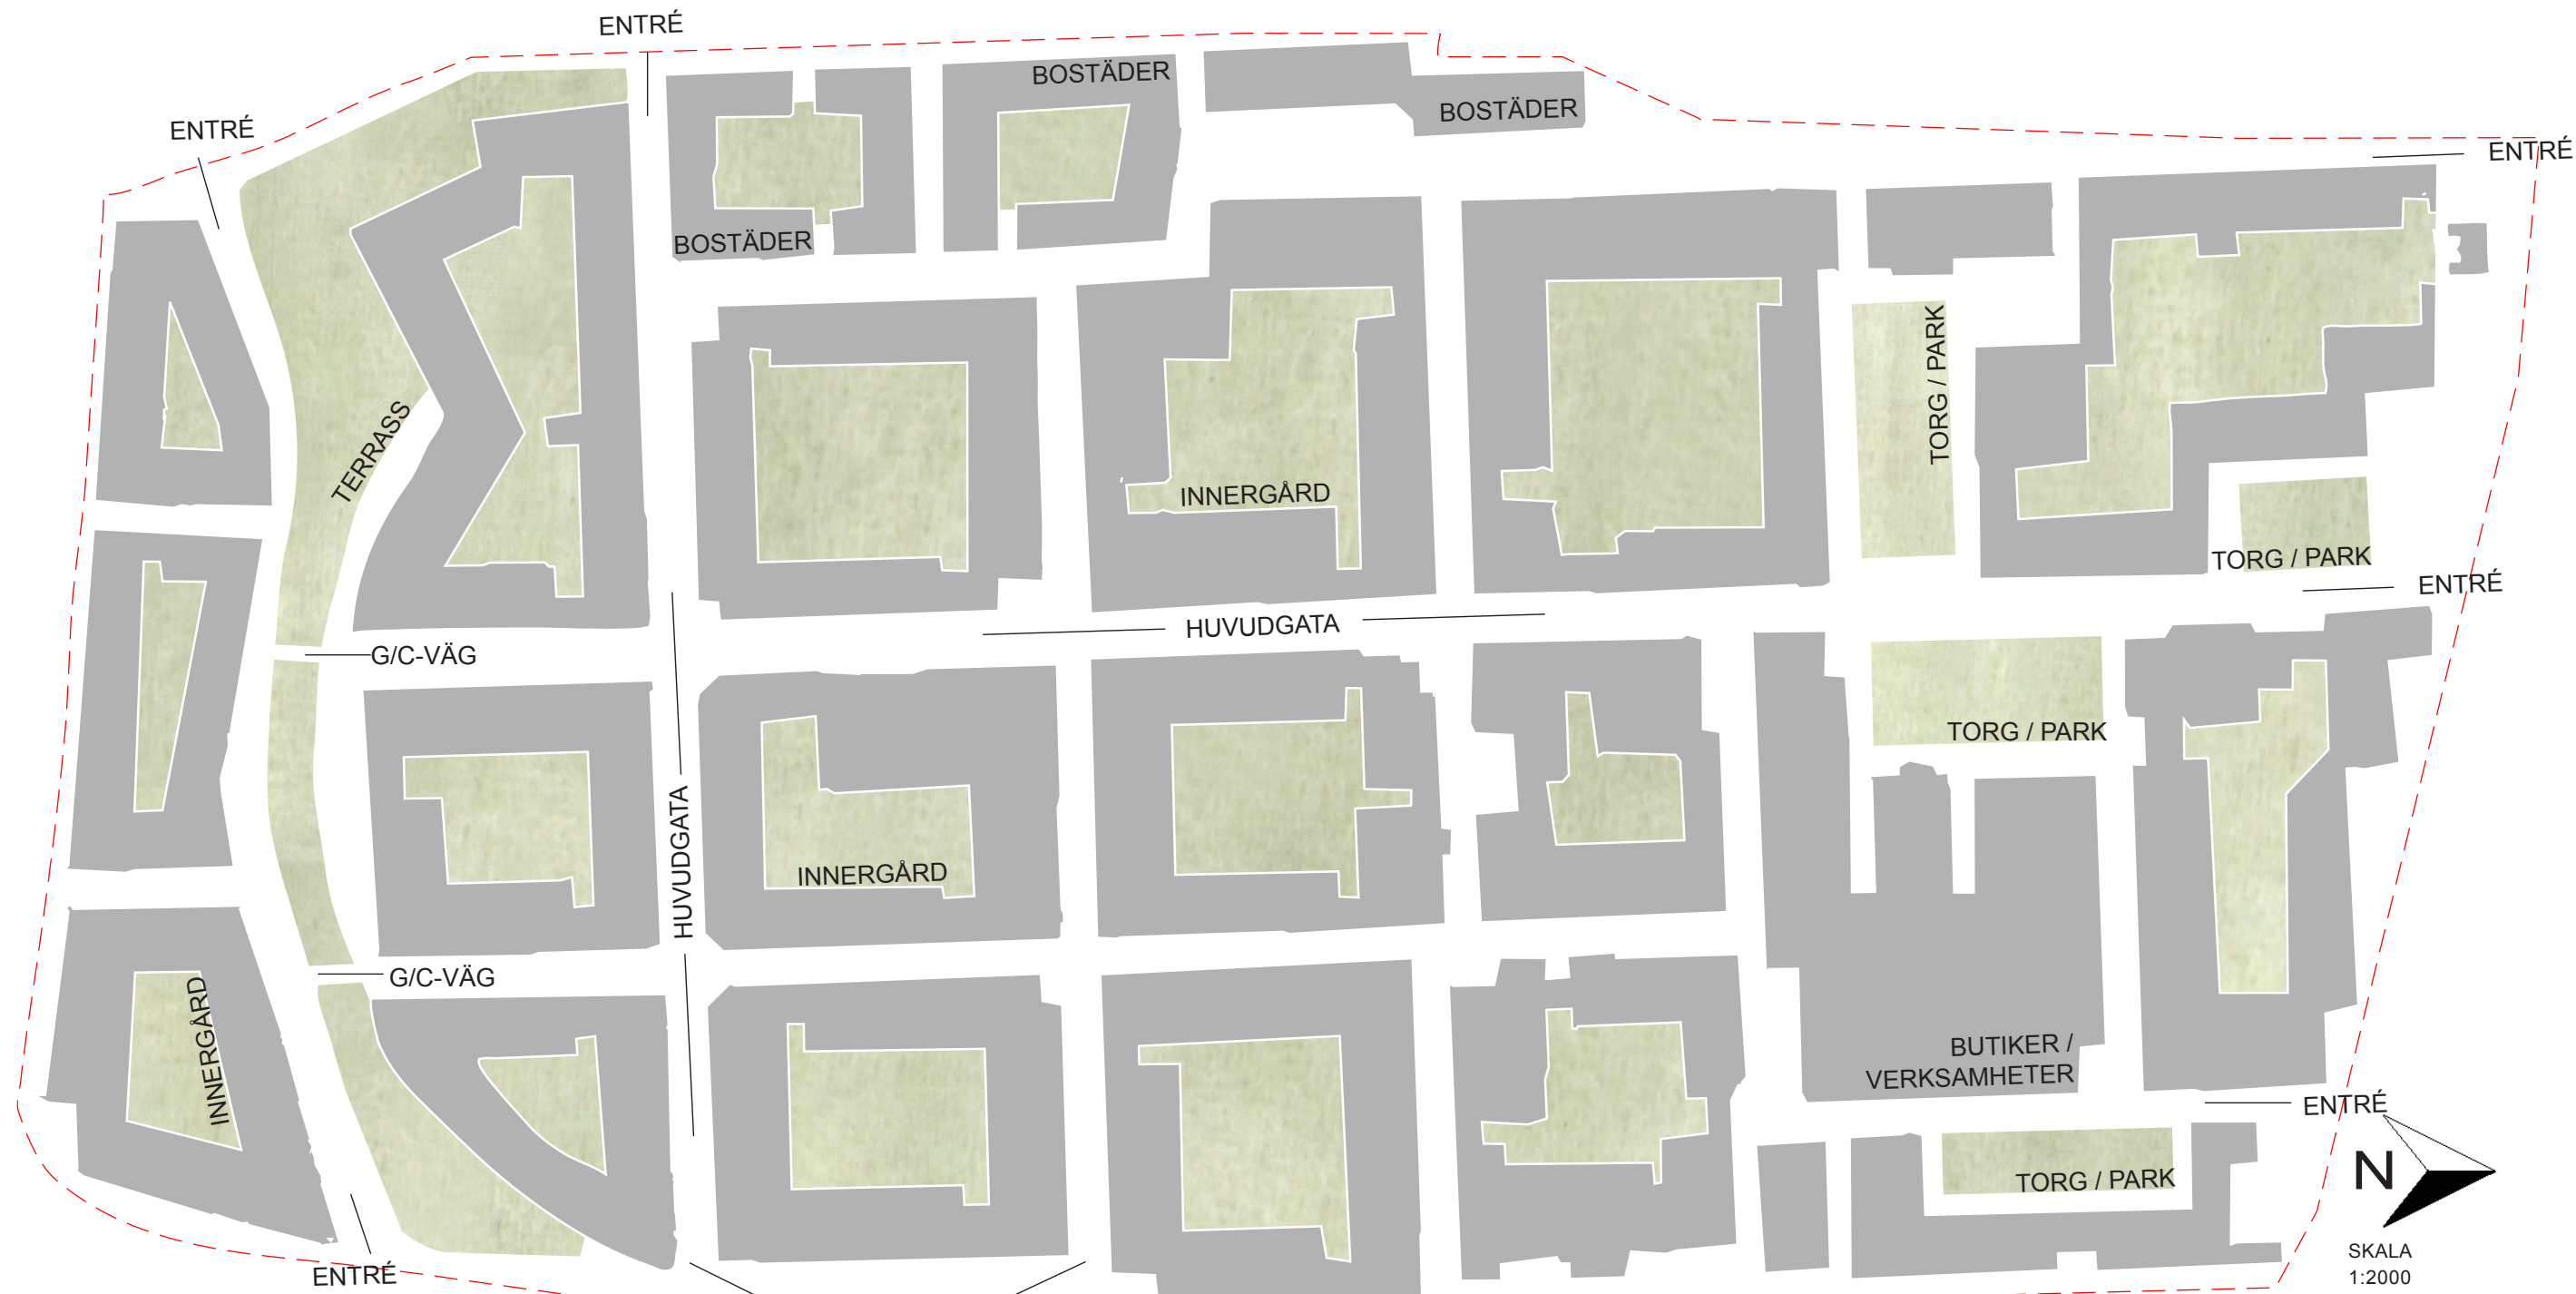 ENTRÉ
BOSTÄDER
BOSTÄDER
ENTRÉ
ENTRÉ
BOSTÄDER
TORG / PARK
TERRASS
INNERGÅRD
TORG / PARK
ENTRÉ
HUVUDGATA
G/C-VÄG
TORG / PARK
HUVUDGATA
INNERGÅRD
G/C-VÄG
INNERGÅRD
BUTIKER /
VERKSAMHETER
ENTRÉ
TORG / PARK
N
SKALA
1:2000
ENTRÉ